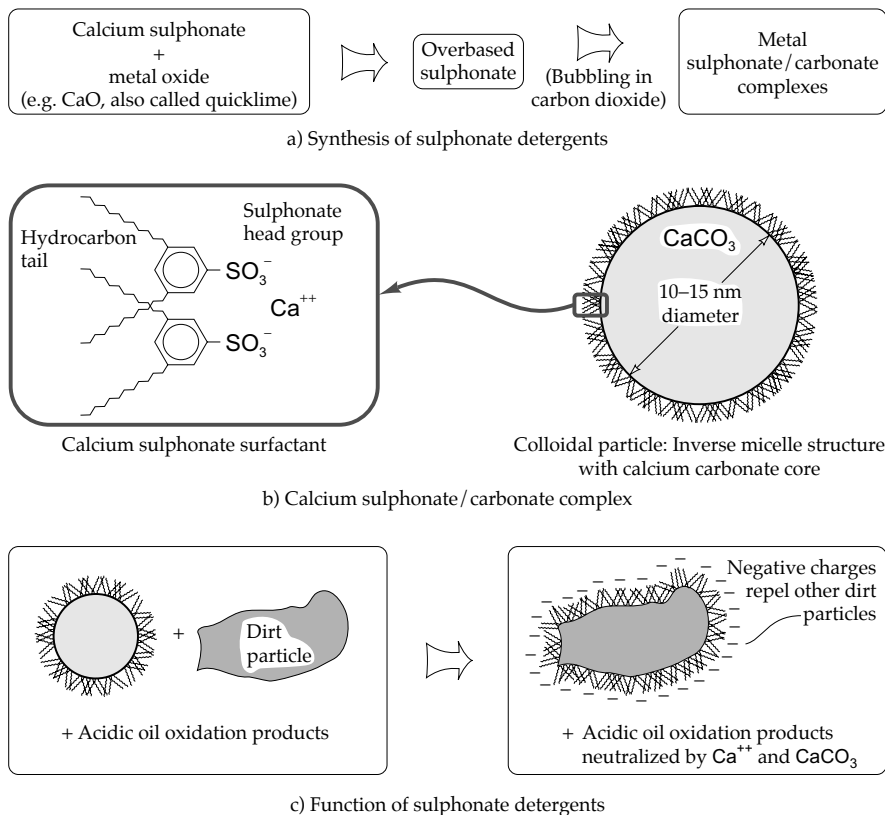 Calcium sulphonate
+
metal oxide
(e.g. CaO, also called quicklime)
Overbased
sulphonate
(Bubbling in
carbon dioxide)
Metal
sulphonate/carbonate
complexes
a) Synthesis of sulphonate detergents
Hydrocarbon
tail
Sulphonate
head group
SO₃⁻
Ca⁺⁺
SO₃⁻
Calcium sulphonate surfactant
CaCO₃
10–15 nm
diameter
Colloidal particle: Inverse micelle structure
with calcium carbonate core
b) Calcium sulphonate/carbonate complex
+
Dirt
particle
+ Acidic oil oxidation products
Negative charges
repel other dirt
particles
+ Acidic oil oxidation products
neutralized by Ca⁺⁺ and CaCO₃
c) Function of sulphonate detergents